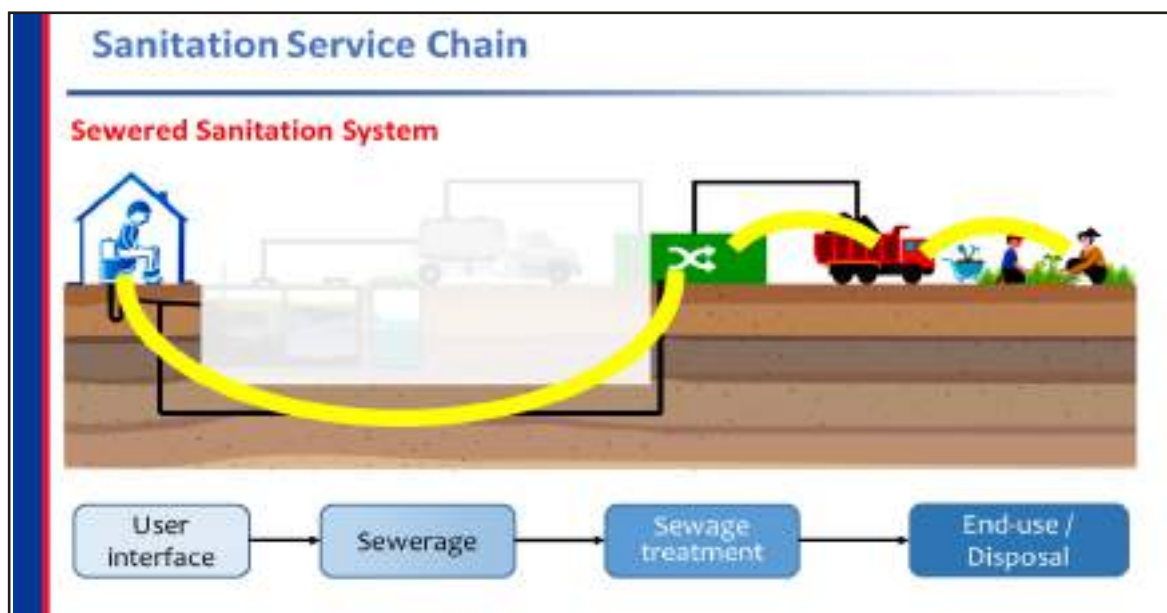 Sanitation Service Chain
Sewered Sanitation System
User
interface
Sewerage
Sewage
treatment
End-use /
Disposal